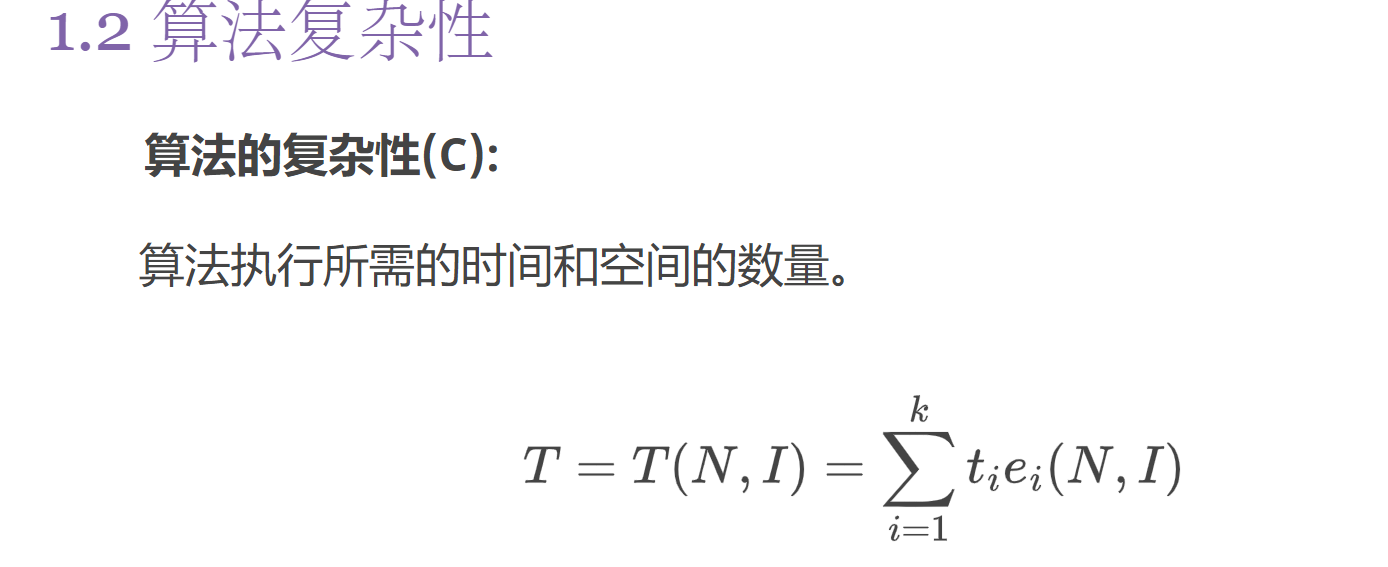 1.2 算法复杂性
算法的复杂性(C):
算法执行所需的时间和空间的数量。
T = T(N, I) = \sum_{i=1}^{k} t_i e_i(N, I)